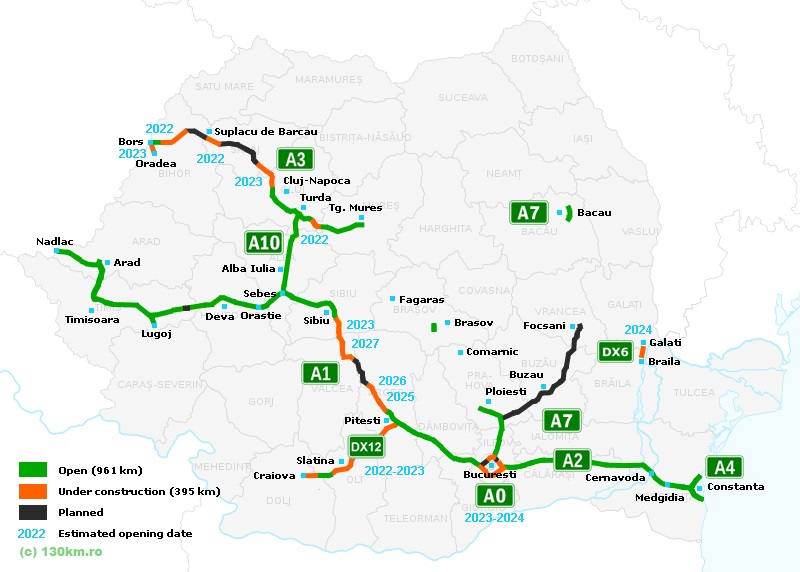 BOTOȘANI
SATU MARE
MARAMUREȘ
SUCEAVA
2022
Bors
2023
Oradea
Suplacu de Barcau
2022
BISTRIȚA-NĂSĂUD
IAȘI
BIHOR
A3
2023
Cluj-Napoca
Turda
Tg. Mures
NEAMȚ
A7
Bacau
BACĂU
VASLUI
Nadlac
ARAD
Arad
A10
2022
HARGHITA
Alba Iulia
Sebes
SIBIU
COVASNA
Fagaras
BRAȘOV
VRANCEA
GALAȚI
Timisoara
Lugoj
Deva
Orastie
Sibiu
2023
2027
Brasov
Focsani
2024
Galati
DX6
Braila
Comarnic
CARAȘ-SEVERIN
GORJ
A1
VÂLCEA
2026
2025
PRA-
HO
Ploiesti
BUZĂU
Buzau
BRĂILA
TULCEA
Pitesti
DÂMBOVIȚA
A7
IALOMIȚA
MEHEDINȚI
DX12
Slatina
Craiova
2022-2023
OLT
DOLJ
TELEORMAN
Bucuresti
A0
2023-2024
CĂLĂRAȘI
A2
Cernavoda
Medgidia
A4
Constanta
Open (961 km)
Under construction (395 km)
Planned
2022 Estimated opening date
(c) 130km.ro